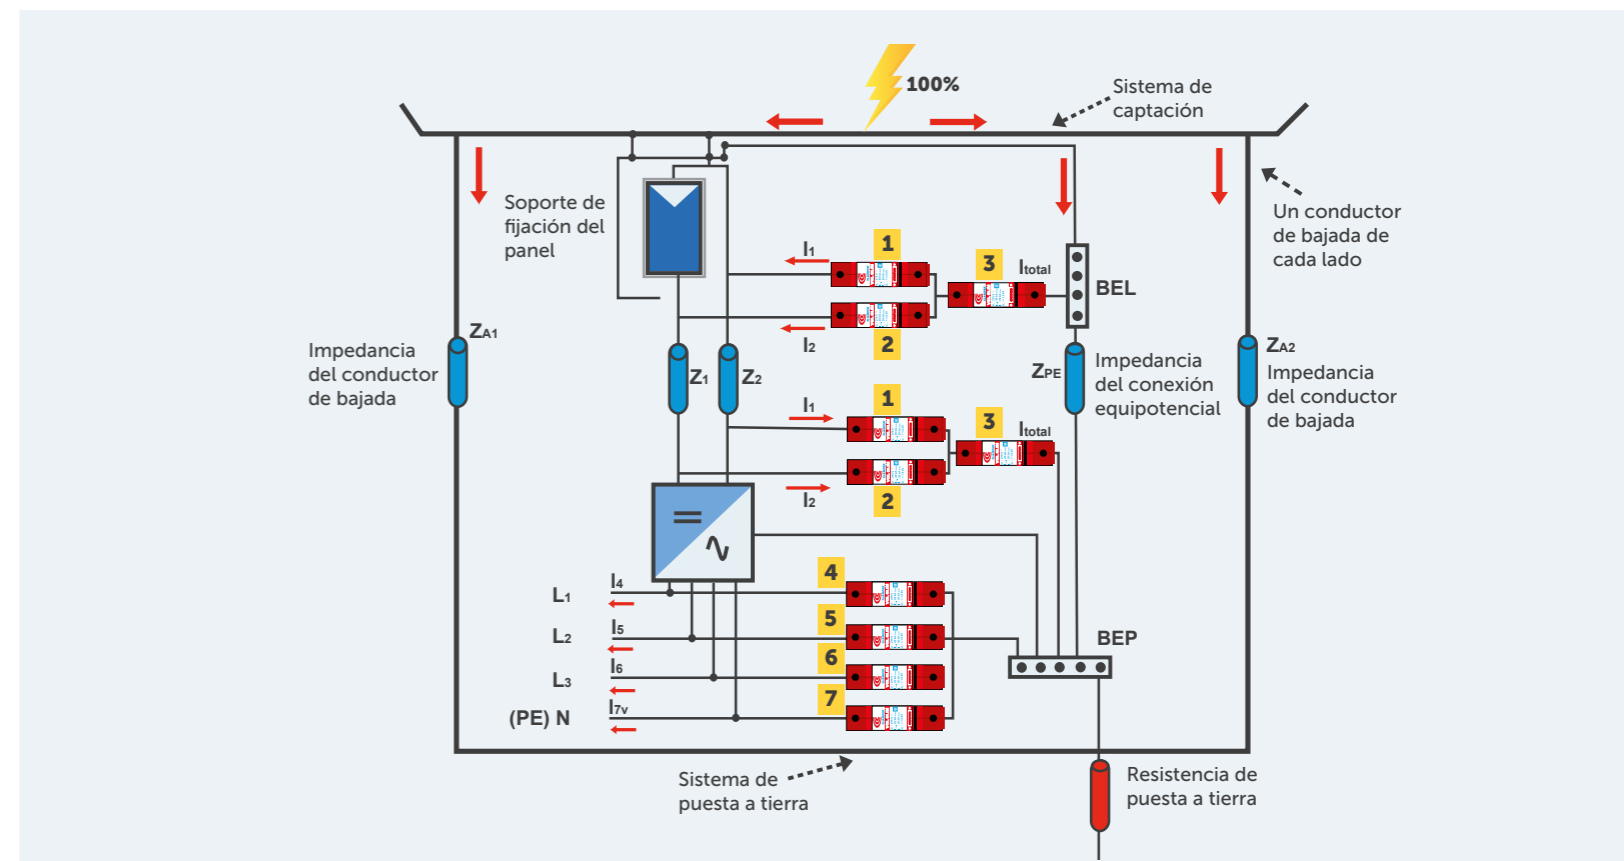 100%
Sistema de
captación
Soporte de
fijación del
panel
Un conductor
de bajada de
cada lado
1
I1
3
Itotal
BEL
I2
2
ZA1
Impedancia
del conductor
de bajada
Z1
Z2
ZPE
Impedancia
del conexión
equipotencial
ZA2
Impedancia
del conductor
de bajada
1
I1
3
Itotal
I2
2
4
L1
I4
5
L2
I5
6
L3
I6
7
(PE) N
I7v
BEP
Sistema de
puesta a tierra
Resistencia de
puesta a tierra